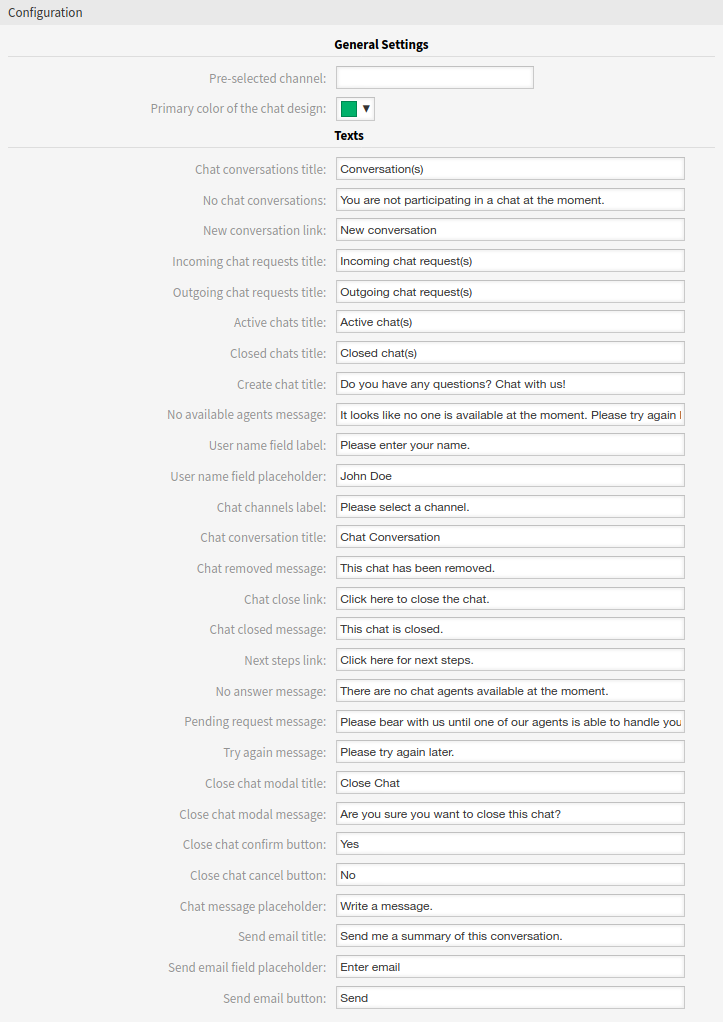 Configuration
General Settings
Pre-selected channel:
Primary color of the chat design: ▼
Texts
Chat conversations title: Conversation(s)
No chat conversations: You are not participating in a chat at the moment.
New conversation link: New conversation
Incoming chat requests title: Incoming chat request(s)
Outgoing chat requests title: Outgoing chat request(s)
Active chats title: Active chat(s)
Closed chats title: Closed chat(s)
Create chat title: Do you have any questions? Chat with us!
No available agents message: It looks like no one is available at the moment. Please try again
User name field label: Please enter your name.
User name field placeholder: John Doe
Chat channels label: Please select a channel.
Chat conversation title: Chat Conversation
Chat removed message: This chat has been removed.
Chat close link: Click here to close the chat.
Chat closed message: This chat is closed.
Next steps link: Click here for next steps.
No answer message: There are no chat agents available at the moment.
Pending request message: Please bear with us until one of our agents is able to handle you
Try again message: Please try again later.
Close chat modal title: Close Chat
Close chat modal message: Are you sure you want to close this chat?
Close chat confirm button: Yes
Close chat cancel button: No
Chat message placeholder: Write a message.
Send email title: Send me a summary of this conversation.
Send email field placeholder: Enter email
Send email button: Send